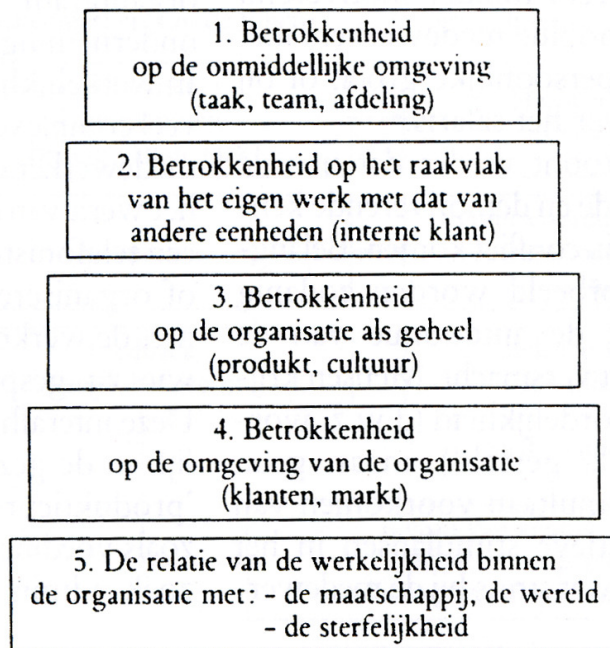 1. Betrokkenheid
op de onmiddellijke omgeving
(taak, team, afdeling)
2. Betrokkenheid op het raakvlak
van het eigen werk met dat van
andere eenheden (interne klant)
3. Betrokkenheid
op de organisatie als geheel
(produkt, cultuur)
4. Betrokkenheid
op de omgeving van de organisatie
(klanten, markt)
5. De relatie van de werkelijkheid binnen
de organisatie met: - de maatschappij, de wereld
- de sterfelijkheid